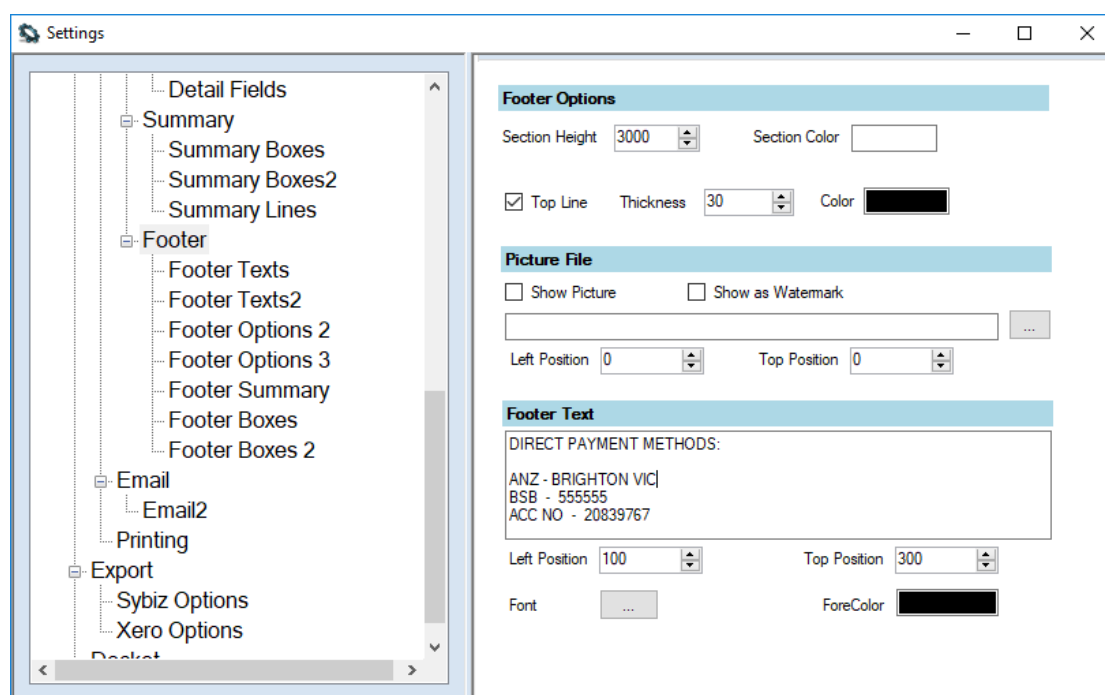 Settings
Detail Fields
Summary
Summary Boxes
Summary Boxes2
Summary Lines
Footer
Footer Texts
Footer Texts2
Footer Options 2
Footer Options 3
Footer Summary
Footer Boxes
Footer Boxes 2
Email
Email2
Printing
Export
Sybiz Options
Xero Options
Docket
Footer Options
Section Height 3000 Section Color
Top Line Thickness 30 Color
Picture File
Show Picture Show as Watermark
...
Left Position 0 Top Position 0
Footer Text
DIRECT PAYMENT METHODS:
ANZ - BRIGHTON VIC
BSB - 555555
ACC NO - 20839767
Left Position 100 Top Position 300
Font ... ForeColor